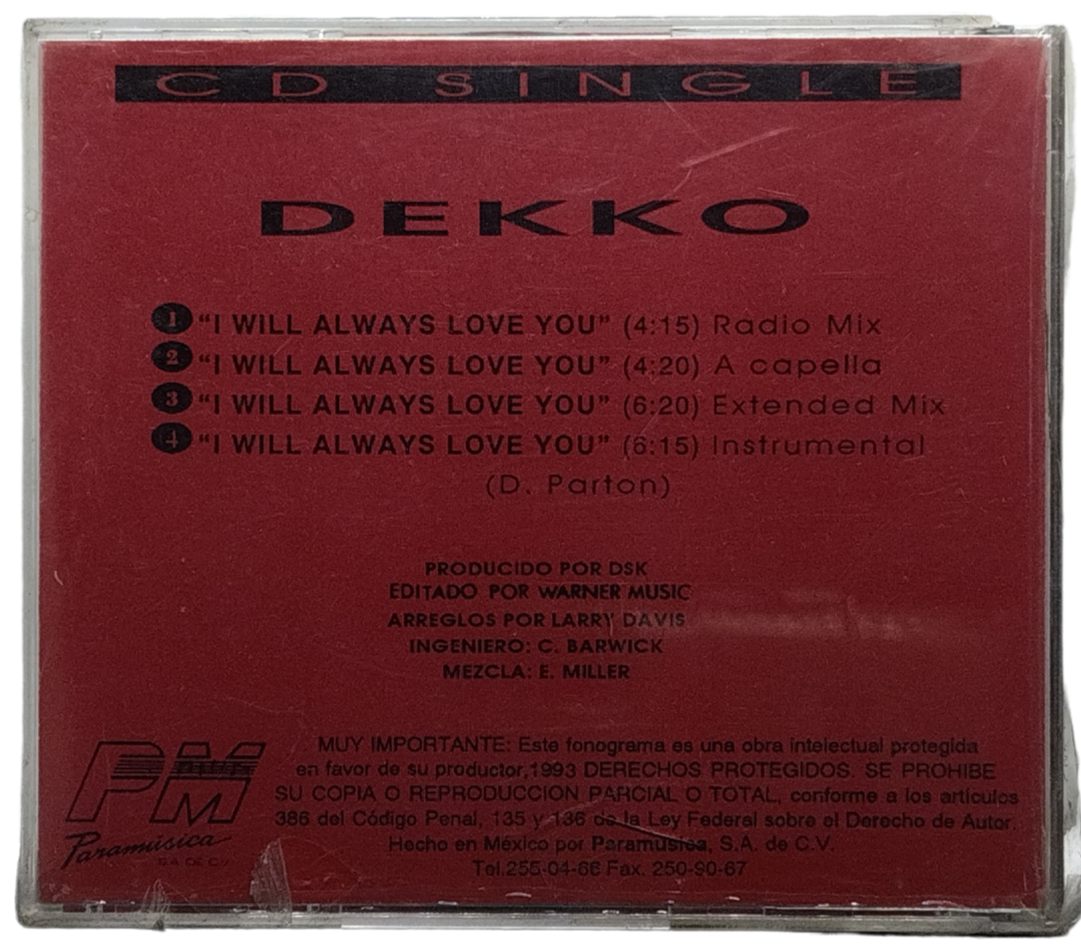 CD SINGLE
DEKKO
1 "I WILL ALWAYS LOVE YOU" (4:15) Radio Mix
2 "I WILL ALWAYS LOVE YOU" (4:20) A capella
3 "I WILL ALWAYS LOVE YOU" (6:20) Extended Mix
4 "I WILL ALWAYS LOVE YOU" (6:15) Instrumental
(D. Parton)
PRODUCIDO POR DSK
EDITADO POR WARNER MUSIC
ARREGLOS POR LARRY DAVIS
INGENIERO: C. BARWICK
MEZCLA: E. MILLER
PM
Paramúsica
S.A. DE C.V.
MUY IMPORTANTE: Este fonograma es una obra intelectual protegida
en favor de su productor,1993 DERECHOS PROTEGIDOS. SE PROHIBE
SU COPIA O REPRODUCCION PARCIAL O TOTAL, conforme a los artículos
386 del Código Penal, 135 y 136 de la Ley Federal sobre el Derecho de Autor.
Hecho en México por Paramusica, S.A. de C.V.
Tel.255-04-66 Fax. 250-90-67